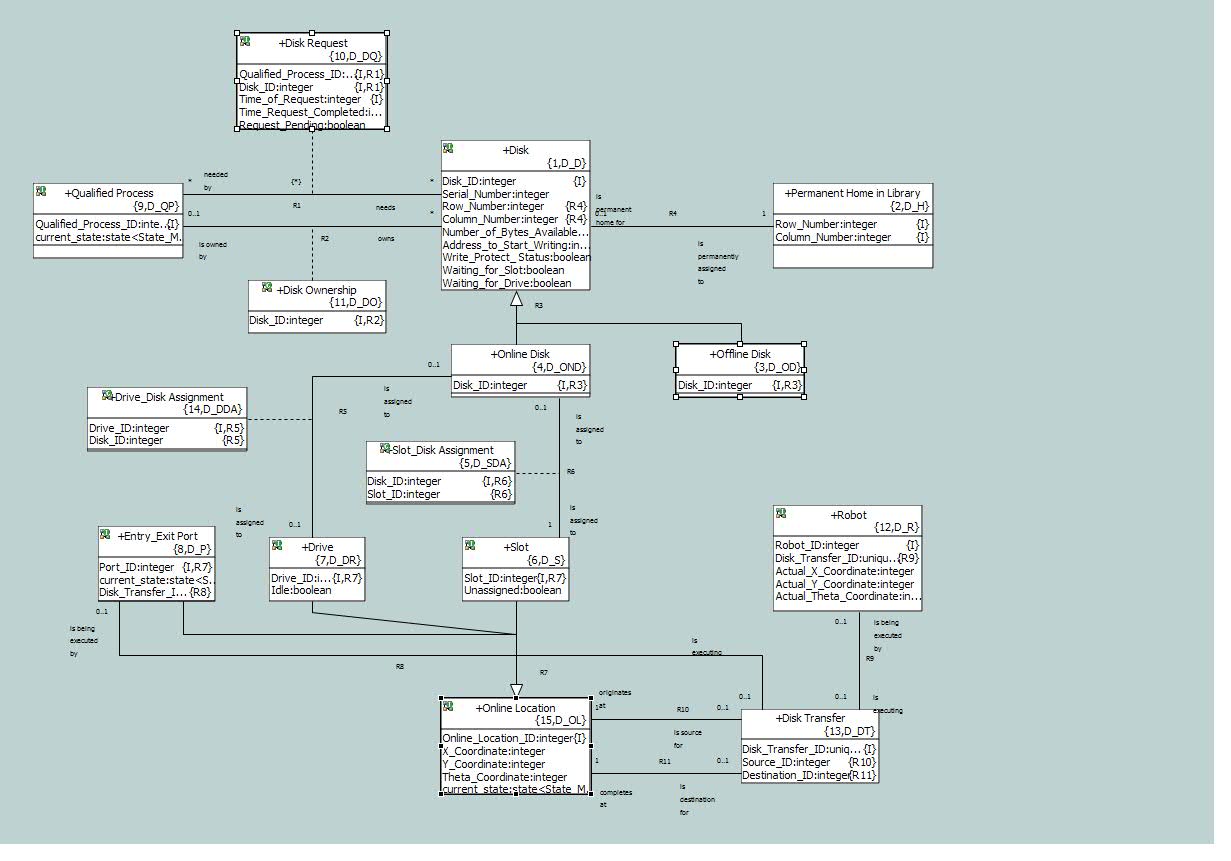 +Disk Request
{10,D_DQ}
Qualified_Process_ID:...{I,R1}
Disk_ID:integer {I,R1}
Time_of_Request:integer {I}
Time_Request_Completed:i...
Request_Pending:boolean
+Disk
{1,D_D}
Disk_ID:integer {I}
Serial_Number:integer
Row_Number:integer {R4}
Column_Number:integer {R4}
Number_of_Bytes_Available...
Address_to_Start_Writing:in...
Write_Protect_ Status:boolean
Waiting_for_Slot:boolean
Waiting_for_Drive:boolean
+Qualified Process
{9,D_QP}
Qualified_Process_ID:inte...{I}
current_state:state<State_M...
* needed
by
{*}
*
R1
needs
0..1
*
R2
owns
is owned
by
is
permanent
home for
0..1
R4
1
is
permanently
assigned
to
+Permanent Home in Library
{2,D_H}
Row_Number:integer {I}
Column_Number:integer {I}
+Disk Ownership
{11,D_DO}
Disk_ID:integer {I,R2}
R3
+Online Disk
{4,D_OND}
Disk_ID:integer {I,R3}
+Offline Disk
{3,D_OD}
Disk_ID:integer {I,R3}
0..1
is
assigned
to
R5
+Drive_Disk Assignment
{14,D_DDA}
Drive_ID:integer {I,R5}
Disk_ID:integer {R5}
0..1
is
assigned
to
+Slot_Disk Assignment
{5,D_SDA}
Disk_ID:integer {I,R6}
Slot_ID:integer {R6}
R6
is
assigned
to
0..1
is
assigned
to
1
+Entry_Exit Port
{8,D_P}
Port_ID:integer {I,R7}
current_state:state<S...
Disk_Transfer_I... {R8}
+Drive
{7,D_DR}
Drive_ID:i...{I,R7}
Idle:boolean
+Slot
{6,D_S}
Slot_ID:integer{I,R7}
Unassigned:boolean
+Robot
{12,D_R}
Robot_ID:integer {I}
Disk_Transfer_ID:uniqu...{R9}
Actual_X_Coordinate:integer
Actual_Y_Coordinate:integer
Actual_Theta_Coordinate:in...
0..1
is being
executed
by
R8
R7
is
executing
0..1
0..1
is being
executed
by
R9
0..1
is
executing
+Online Location
{15,D_OL}
Online_Location_ID:integer{I}
X_Coordinate:integer
Y_Coordinate:integer
Theta_Coordinate:integer
current_state:state<State_M...
originates
at
1
R10
0..1
is source
for
1
R11
0..1
completes
at
is
destination
for
+Disk Transfer
{13,D_DT}
Disk_Transfer_ID:uniq... {I}
Source_ID:integer {R10}
Destination_ID:integer{R11}